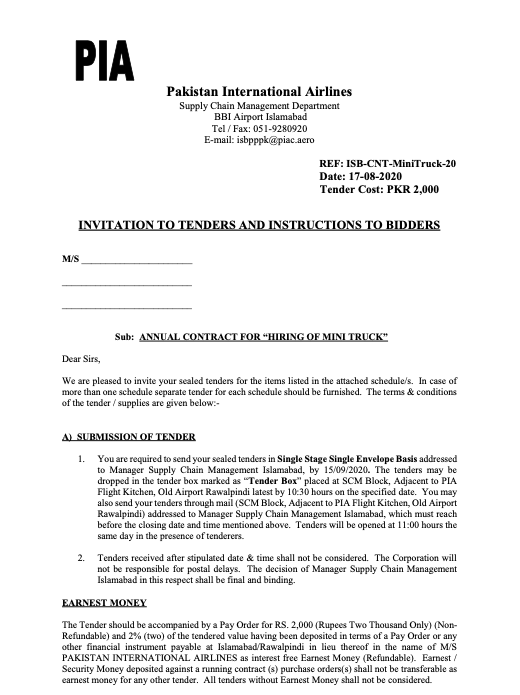 PIA
Pakistan International Airlines
Supply Chain Management Department
BBI Airport Islamabad
Tel / Fax: 051-9280920
E-mail: isbpppk@piac.aero
REF: ISB-CNT-MiniTruck-20
Date: 17-08-2020
Tender Cost: PKR 2,000
INVITATION TO TENDERS AND INSTRUCTIONS TO BIDDERS
M/S ________________________
____________________________
____________________________
Sub: ANNUAL CONTRACT FOR “HIRING OF MINI TRUCK”
Dear Sirs,
We are pleased to invite your sealed tenders for the items listed in the attached schedule/s. In case of
more than one schedule separate tender for each schedule should be furnished. The terms & conditions
of the tender / supplies are given below:-
A) SUBMISSION OF TENDER
1. You are required to send your sealed tenders in Single Stage Single Envelope Basis addressed
to Manager Supply Chain Management Islamabad, by 15/09/2020. The tenders may be
dropped in the tender box marked as “Tender Box” placed at SCM Block, Adjacent to PIA
Flight Kitchen, Old Airport Rawalpindi latest by 10:30 hours on the specified date. You may
also send your tenders through mail (SCM Block, Adjacent to PIA Flight Kitchen, Old Airport
Rawalpindi) addressed to Manager Supply Chain Management Islamabad, which must reach
before the closing date and time mentioned above. Tenders will be opened at 11:00 hours the
same day in the presence of tenderers.
2. Tenders received after stipulated date & time shall not be considered. The Corporation will
not be responsible for postal delays. The decision of Manager Supply Chain Management
Islamabad in this respect shall be final and binding.
EARNEST MONEY
The Tender should be accompanied by a Pay Order for RS. 2,000 (Rupees Two Thousand Only) (Non-
Refundable) and 2% (two) of the tendered value having been deposited in terms of a Pay Order or any
other financial instrument payable at Islamabad/Rawalpindi in lieu thereof in the name of M/S
PAKISTAN INTERNATIONAL AIRLINES as interest free Earnest Money (Refundable). Earnest /
Security Money deposited against a running contract (s) purchase orders(s) shall not be transferable as
earnest money for any other tender. All tenders without Earnest Money shall not be considered.